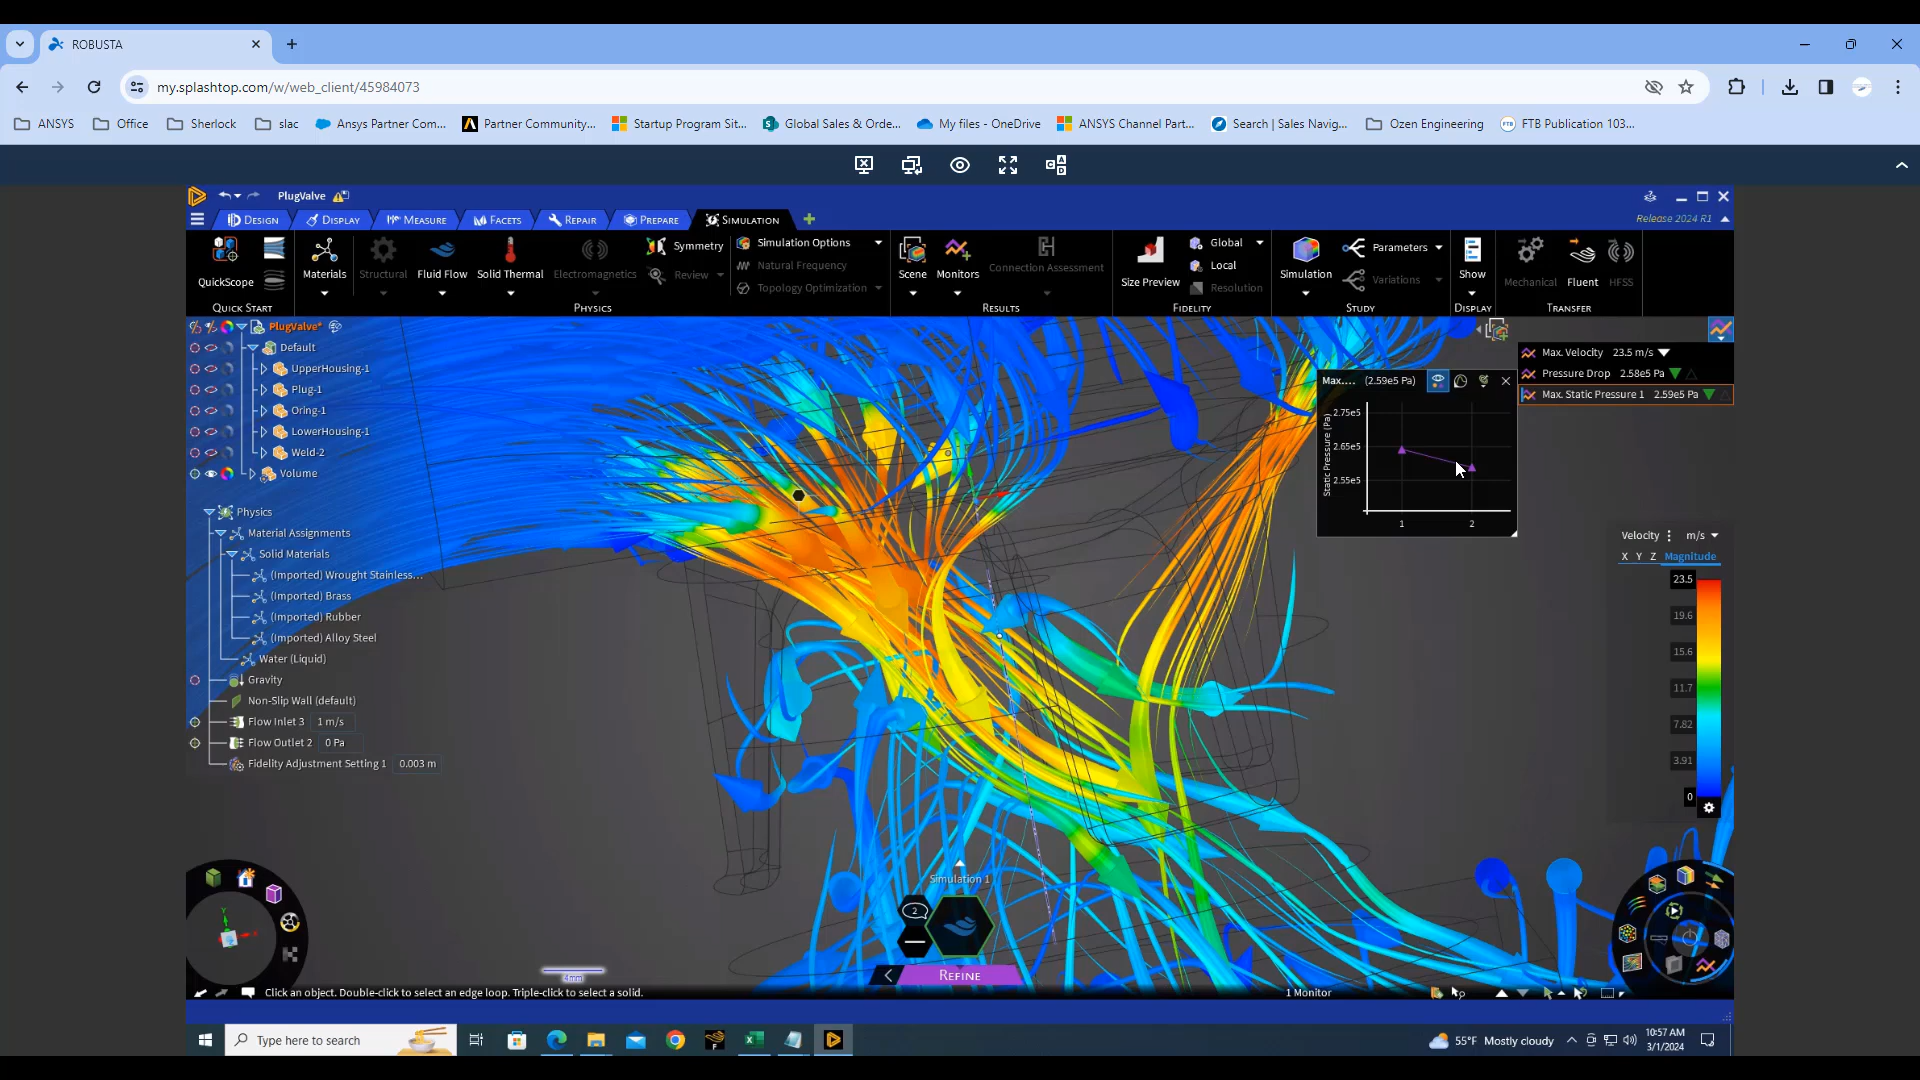 ROBUSTA
my.splashtop.com/w/web_client/45984073
ANSYS
Office
Sherlock
slac
Ansys Partner Com...
Partner Community...
Startup Program Sit...
Global Sales & Orde...
My files - OneDrive
ANSYS Channel Part...
Search | Sales Navig...
Ozen Engineering
FTB Publication 103...
PlugValve
DESIGN
DISPLAY
MEASURE
FACETS
REPAIR
PREPARE
SIMULATION
Release 2024 R1
QuickScope
QUICK START
Materials
Structural
Fluid Flow
Solid Thermal
Electromagnetics
Symmetry
Review
PHYSICS
Simulation Options
Natural Frequency
Topology Optimization
Scene
Monitors
Connection Assessment
RESULTS
Size Preview
Global
Local
Resolution
FIDELITY
Simulation
Parameters
Variations
STUDY
Show
DISPLAY
Mechanical
Fluent
HFSS
TRANSFER
PlugValve*
Default
UpperHousing-1
Plug-1
Oring-1
LowerHousing-1
Weld-2
Volume
Physics
Material Assignments
Solid Materials
(Imported) Wrought Stainless...
(Imported) Brass
(Imported) Rubber
(Imported) Alloy Steel
Water (Liquid)
Gravity
Non-Slip Wall (default)
Flow Inlet 3 1 m/s
Flow Outlet 2 0 Pa
Fidelity Adjustment Setting 1 0.003 m
Max. Velocity 23.5 m/s
Pressure Drop 2.58e5 Pa
Max. Static Pressure 1 2.59e5 Pa
Max.... (2.59e5 Pa)
Static Pressure (Pa)
2.75e5
2.65e5
2.55e5
1 2
Velocity m/s
X Y Z Magnitude
23.5
19.6
15.6
11.7
7.82
3.91
0
Simulation 1
2
REFINE
4mm
Click an object. Double-click to select an edge loop. Triple-click to select a solid.
1 Monitor
Type here to search
55°F Mostly cloudy
10:57 AM
3/1/2024